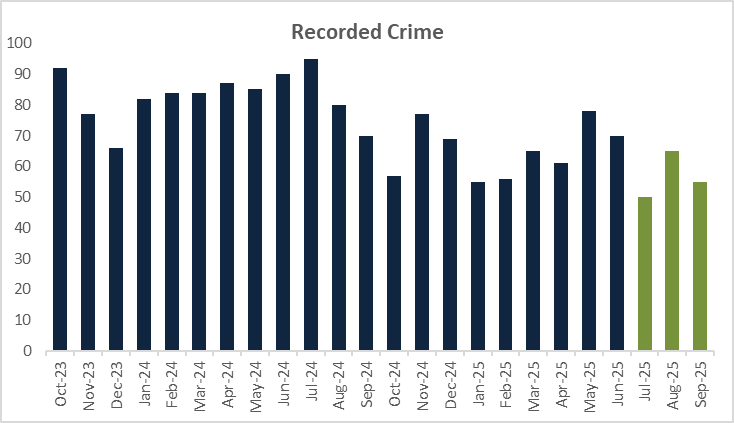 Recorded Crime
100
90
80
70
60
50
40
30
20
10
0
Oct-23
Nov-23
Dec-23
Jan-24
Feb-24
Mar-24
Apr-24
May-24
Jun-24
Jul-24
Aug-24
Sep-24
Oct-24
Nov-24
Dec-24
Jan-25
Feb-25
Mar-25
Apr-25
May-25
Jun-25
Jul-25
Aug-25
Sep-25